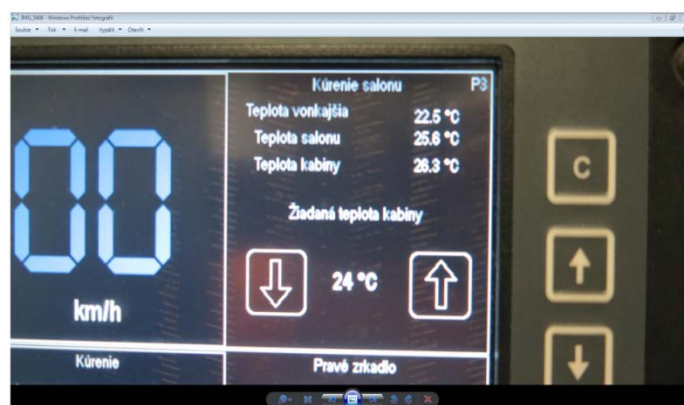 IMG_5408 - Windows Prohlížeč fotografií
Soubor Tisk E-mail Vypálit Otevřít
Kúrenie salonu P3
Teplota vonkajšia 22.5 °C
Teplota salonu 25.6 °C
Teplota kabiny 26.3 °C
Žiadaná teplota kabiny
24 °C
00
km/h
Kúrenie
Pravé zrkadlo
C